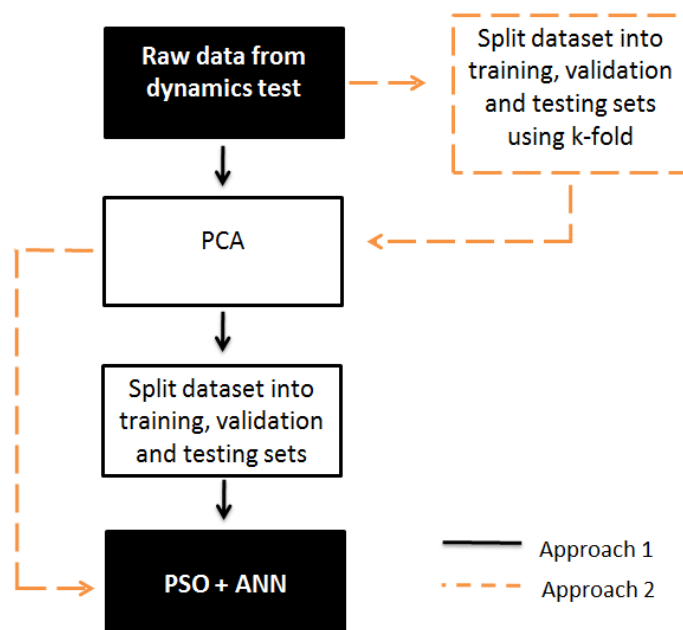 Raw data from
dynamics test
Split dataset into
training, validation
and testing sets
using k-fold
PCA
Split dataset into
training, validation
and testing sets
PSO + ANN
Approach 1
Approach 2